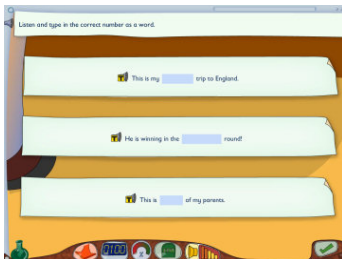 Listen and type in the correct number as a word.
This is my trip to England.
He is winning in the round!
This is of my parents.